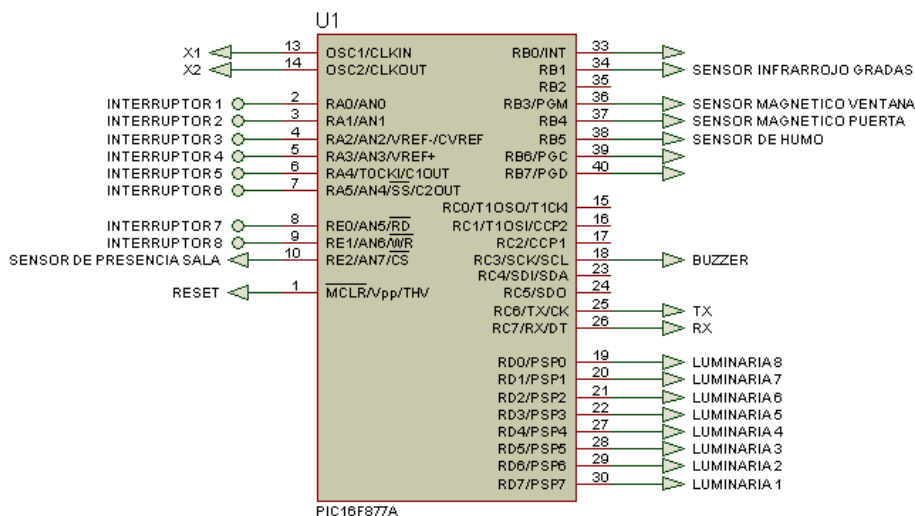 U1
X1 13 OSC1/CLKIN RB0/INT 33
X2 14 OSC2/CLKOUT RB1 34 SENSOR INFRARROJO GRADAS
RB2 35
INTERRUPTOR 1 2 RA0/AN0 RB3/PGM 36 SENSOR MAGNETICO VENTANA
INTERRUPTOR 2 3 RA1/AN1 RB4 37 SENSOR MAGNETICO PUERTA
INTERRUPTOR 3 4 RA2/AN2/VREF-/CVREF RB5 38 SENSOR DE HUMO
INTERRUPTOR 4 5 RA3/AN3/VREF+ RB6/PGC 39
INTERRUPTOR 5 6 RA4/T0CKI/C1OUT RB7/PGD 40
INTERRUPTOR 6 7 RA5/AN4/SS/C2OUT
RC0/T1OSO/T1CKI 15
INTERRUPTOR 7 8 RE0/AN5/RD RC1/T1OSI/CCP2 16
INTERRUPTOR 8 9 RE1/AN6/WR RC2/CCP1 17
SENSOR DE PRESENCIA SALA 10 RE2/AN7/CS RC3/SCK/SCL 18 BUZZER
RC4/SDI/SDA 23
RESET 1 MCLR/Vpp/THV RC5/SDO 24
RC6/TX/CK 25 TX
RC7/RX/DT 26 RX
RD0/PSP0 19 LUMINARIA 8
RD1/PSP1 20 LUMINARIA 7
RD2/PSP2 21 LUMINARIA 6
RD3/PSP3 22 LUMINARIA 5
RD4/PSP4 27 LUMINARIA 4
RD5/PSP5 28 LUMINARIA 3
RD6/PSP6 29 LUMINARIA 2
RD7/PSP7 30 LUMINARIA 1
PIC16F877A